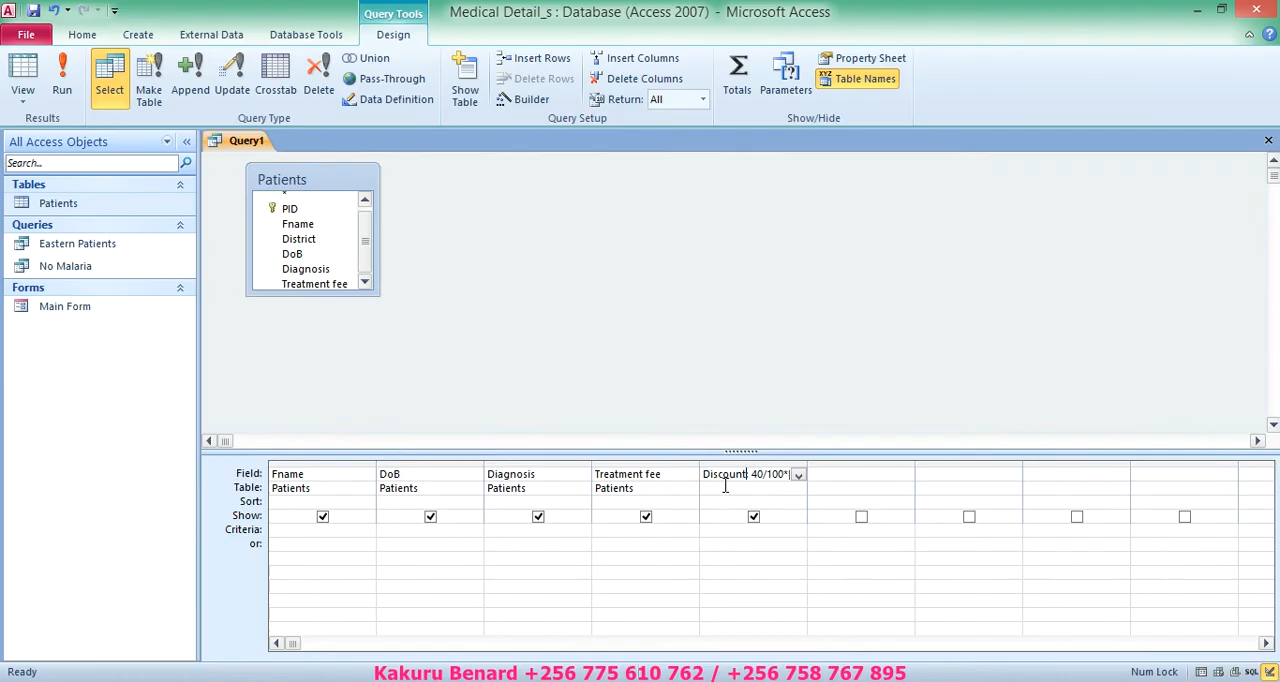 Query Tools
Medical Detail_s : Database (Access 2007) - Microsoft Access
File Home Create External Data Database Tools Design
View
Run
Select
Make Table
Append
Update
Crosstab
Delete
Union
Pass-Through
Data Definition
Show Table
Insert Rows
Delete Rows
Builder
Insert Columns
Delete Columns
Return: All
Totals
Parameters
Property Sheet
Table Names
Results
Query Type
Query Setup
Show/Hide
All Access Objects
Search...
Tables
Patients
Queries
Eastern Patients
No Malaria
Forms
Main Form
Query1
Patients
*
PID
Fname
District
DoB
Diagnosis
Treatment fee
Field: Fname DoB Diagnosis Treatment fee Discount 40/100*[
Table: Patients Patients Patients Patients
Sort:
Show:
Criteria:
or:
Ready
Kakuru Benard +256 775 610 762 / +256 758 767 895
Num Lock
SQL